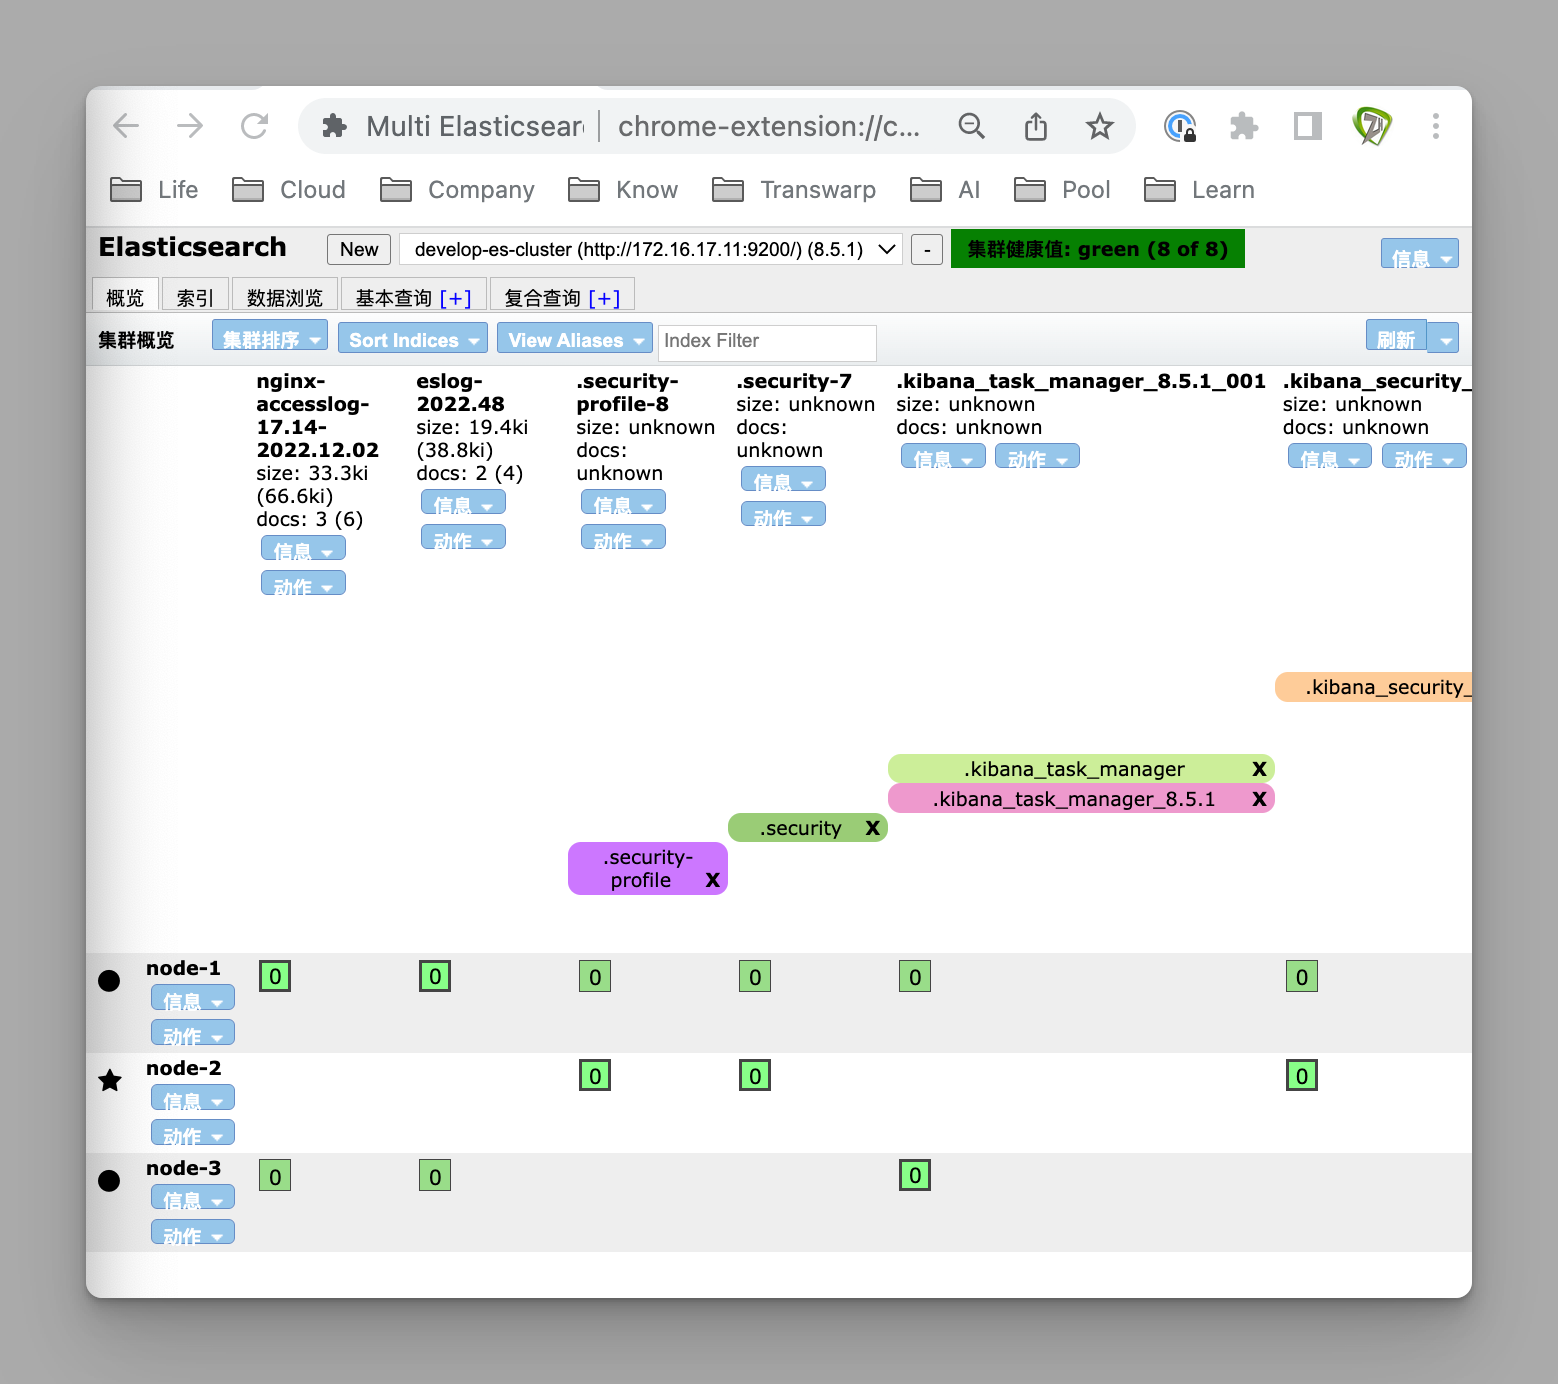 Multi Elasticsear
chrome-extension://c...
Life
Cloud
Company
Know
Transwarp
AI
Pool
Learn
Elasticsearch
New
develop-es-cluster (http://172.16.17.11:9200/) (8.5.1)
-
集群健康值: green (8 of 8)
信息
概览
索引
数据浏览
基本查询 [+]
复合查询 [+]
集群概览
集群排序
Sort Indices
View Aliases
Index Filter
刷新
nginx-
accesslog-
17.14-
2022.12.02
size: 33.3ki
(66.6ki)
docs: 3 (6)
信息
动作
eslog-
2022.48
size: 19.4ki
(38.8ki)
docs: 2 (4)
信息
动作
.security-
profile-8
size: unknown
docs:
unknown
信息
动作
.security-7
size: unknown
docs:
unknown
信息
动作
.kibana_task_manager_8.5.1_001
size: unknown
docs: unknown
信息
动作
.kibana_security_
size: unknown
docs: unknown
信息
动作
.kibana_security_
.kibana_task_manager X
.kibana_task_manager_8.5.1 X
.security X
.security-
profile X
node-1
信息
动作
0
0
0
0
0
0
node-2
信息
动作
0
0
0
node-3
信息
动作
0
0
0